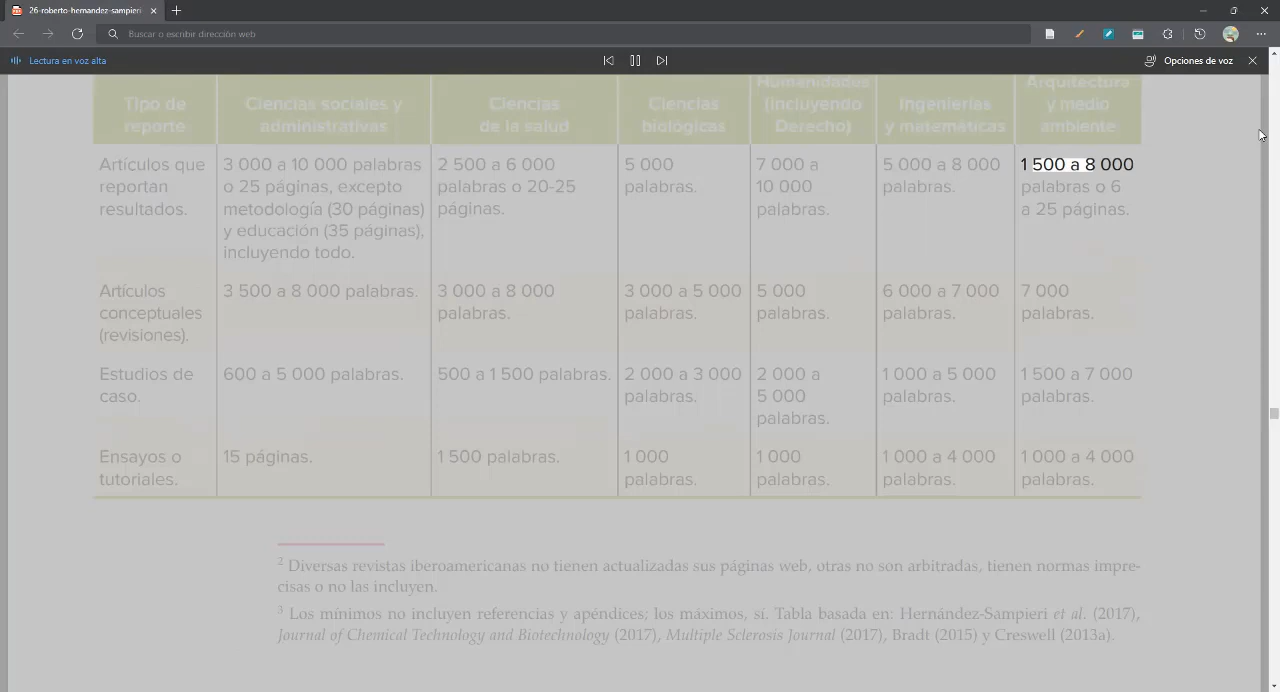 26-roberto-hernandez-sampieri
Buscar o escribir dirección web
Lectura en voz alta
Opciones de voz
Tipo de reporte
Ciencias sociales y administrativas
Ciencias de la salud
Ciencias biológicas
Humanidades (incluyendo Derecho)
Ingenierías y matemáticas
Arquitectura y medio ambiente
Artículos que reportan resultados.
3 000 a 10 000 palabras o 25 páginas, excepto metodología (30 páginas) y educación (35 páginas), incluyendo todo.
2 500 a 6 000 palabras o 20-25 páginas.
5 000 palabras.
7 000 a 10 000 palabras.
5 000 a 8 000 palabras.
1 500 a 8 000 palabras o 6 a 25 páginas.
Artículos conceptuales (revisiones).
3 500 a 8 000 palabras.
3 000 a 8 000 palabras.
3 000 a 5 000 palabras.
5 000 palabras.
6 000 a 7 000 palabras.
7 000 palabras.
Estudios de caso.
600 a 5 000 palabras.
500 a 1 500 palabras.
2 000 a 3 000 palabras.
2 000 a 5 000 palabras.
1 000 a 5 000 palabras.
1 500 a 7 000 palabras.
Ensayos o tutoriales.
15 páginas.
1 500 palabras.
1 000 palabras.
1 000 palabras.
1 000 a 4 000 palabras.
1 000 a 4 000 palabras.
2 Diversas revistas iberoamericanas no tienen actualizadas sus páginas web, otras no son arbitradas, tienen normas impre-
cisas o no las incluyen.
3 Los mínimos no incluyen referencias y apéndices; los máximos, sí. Tabla basada en: Hernández-Sampieri et al. (2017),
Journal of Chemical Technology and Biotechnology (2017), Multiple Sclerosis Journal (2017), Bradt (2015) y Creswell (2013a).